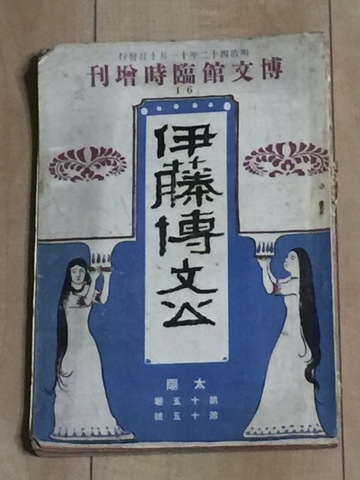 明治四十二年十一月十日發行
博文館臨時增刊
16
伊藤博文公
太陽
第十五卷
第十五號